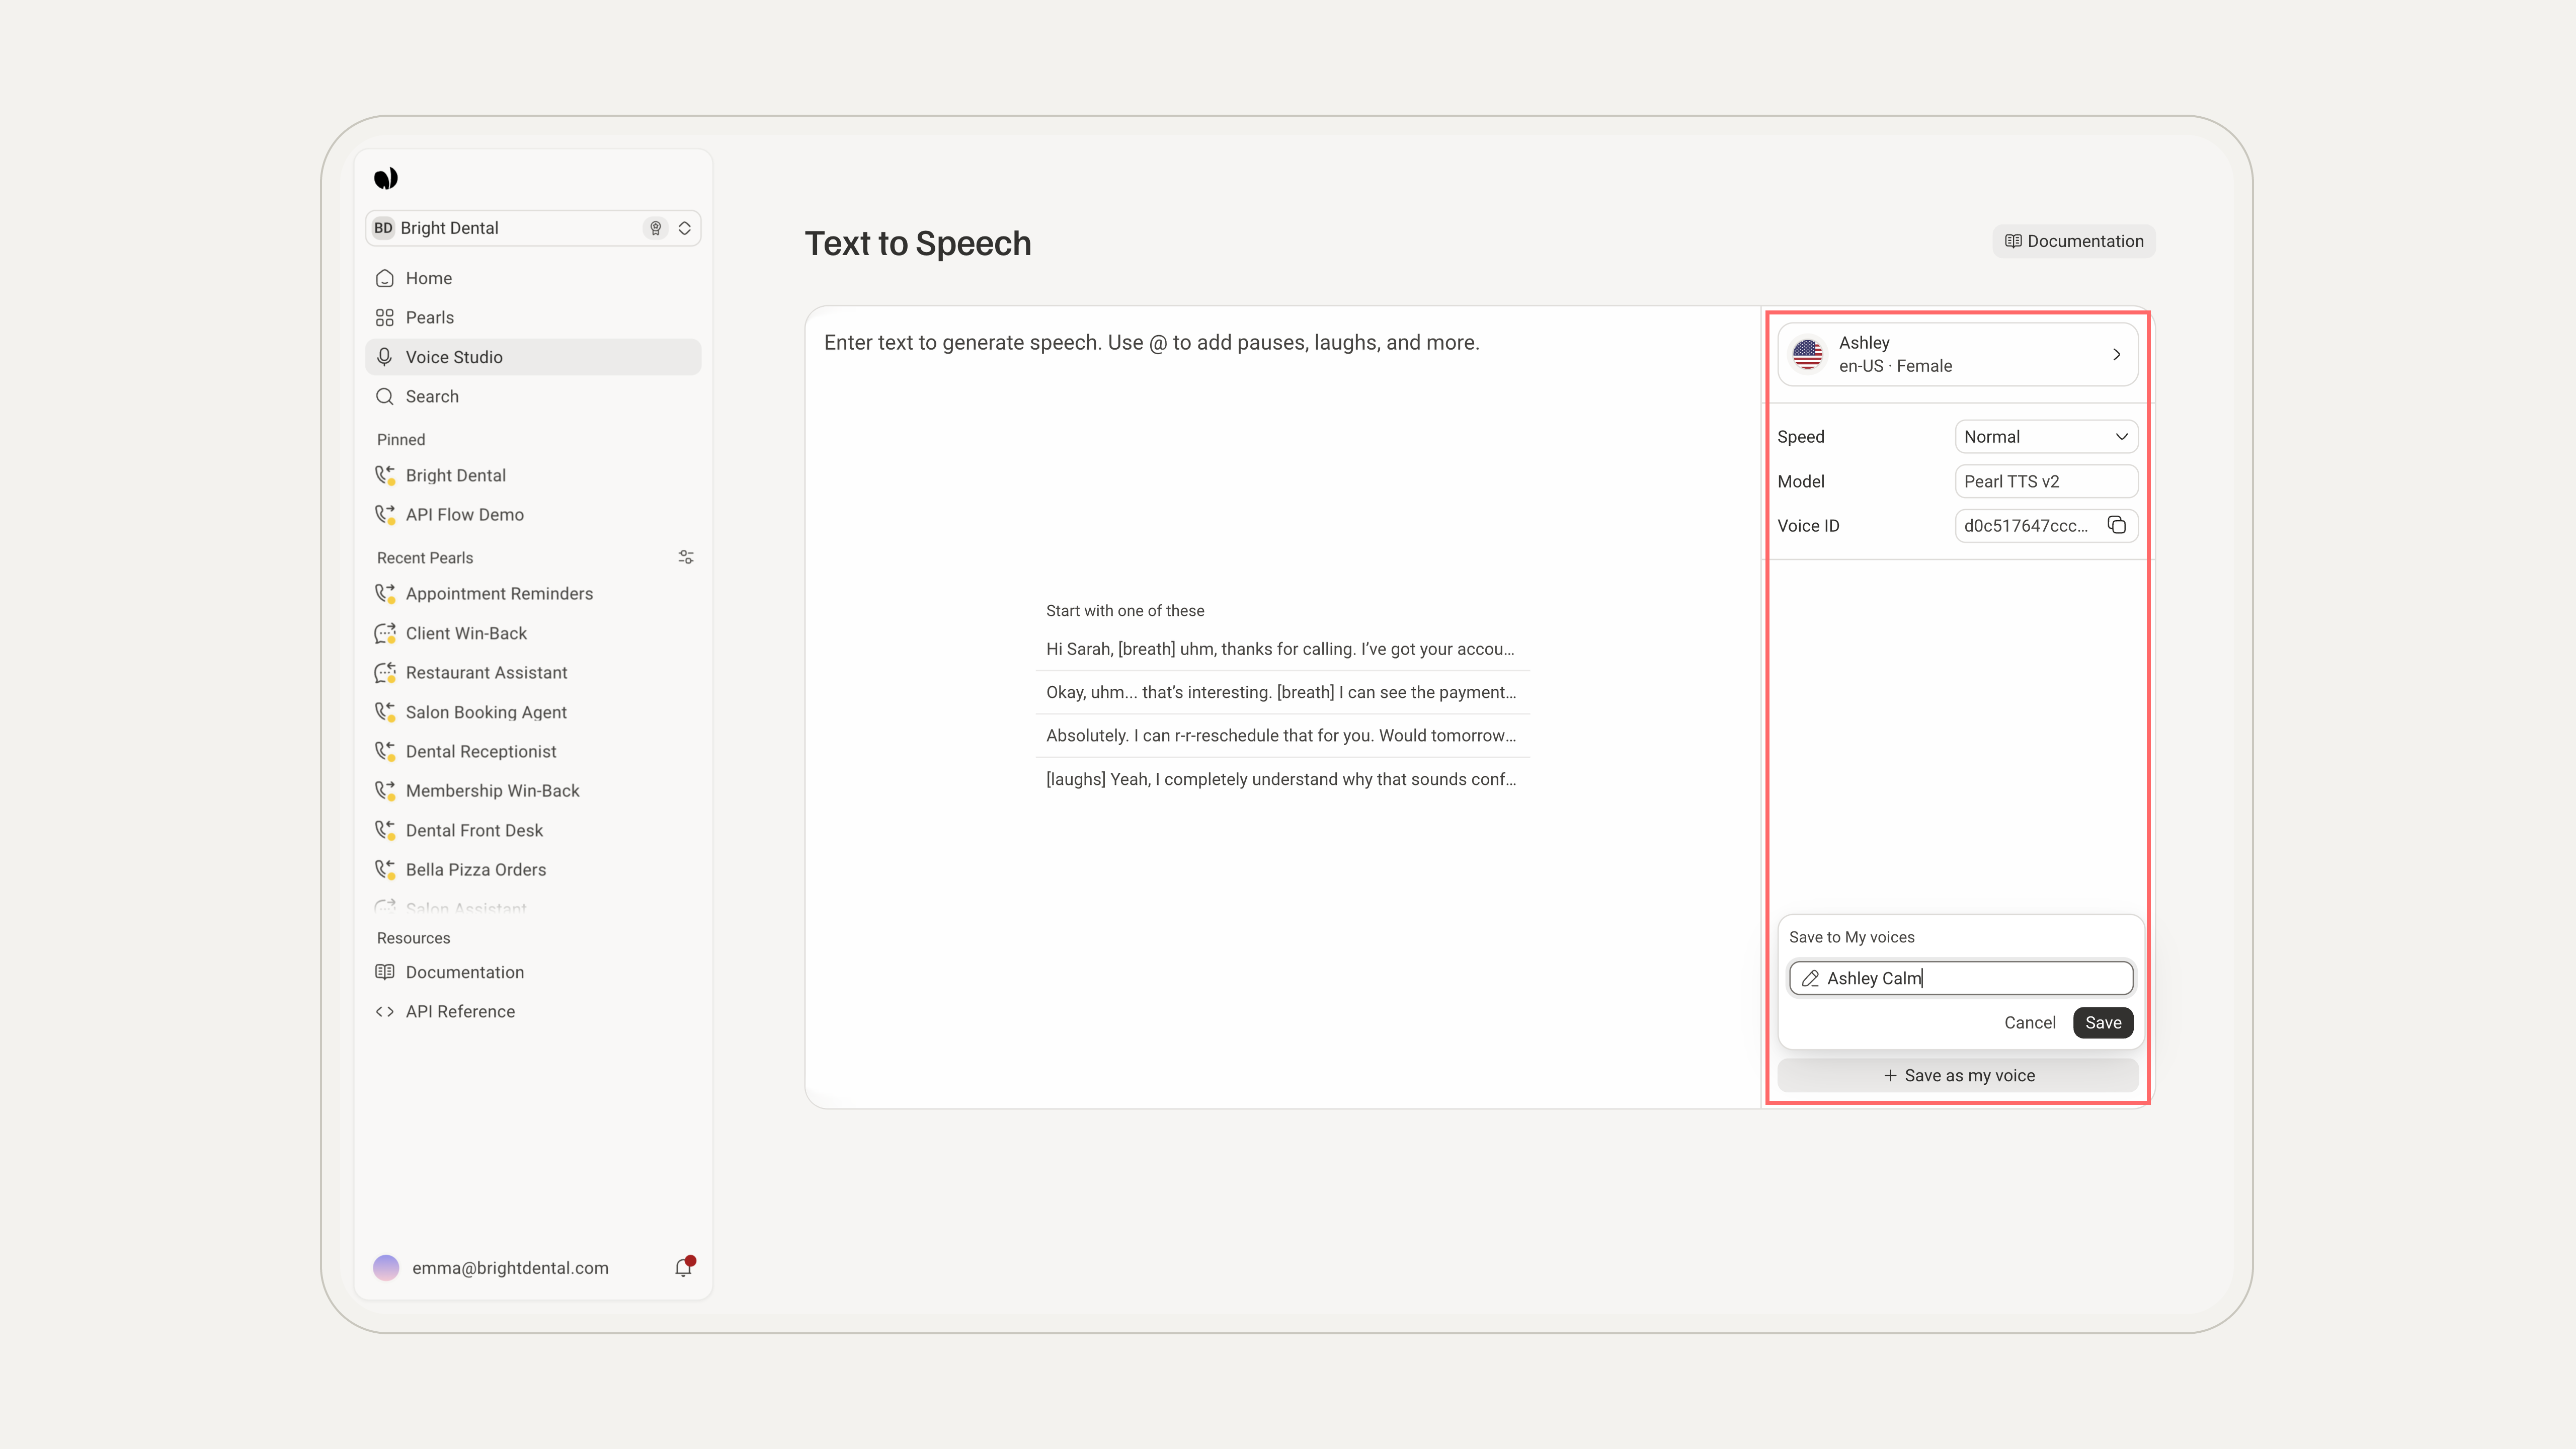 BD Bright Dental
Home
Pearls
Voice Studio
Search
Pinned
Bright Dental
API Flow Demo
Recent Pearls
Appointment Reminders
Client Win-Back
Restaurant Assistant
Salon Booking Agent
Dental Receptionist
Membership Win-Back
Dental Front Desk
Bella Pizza Orders
Salon Assistant
Resources
Documentation
API Reference
emma@brightdental.com
Text to Speech
Documentation
Enter text to generate speech. Use @ to add pauses, laughs, and more.
Start with one of these
Hi Sarah, [breath] uhm, thanks for calling. I’ve got your accou...
Okay, uhm... that’s interesting. [breath] I can see the payment...
Absolutely. I can r-r-reschedule that for you. Would tomorrow...
[laughs] Yeah, I completely understand why that sounds conf...
Ashley
en-US · Female
Speed Normal
Model Pearl TTS v2
Voice ID d0c517647ccc...
Save to My voices
Ashley Calm
Cancel Save
+ Save as my voice